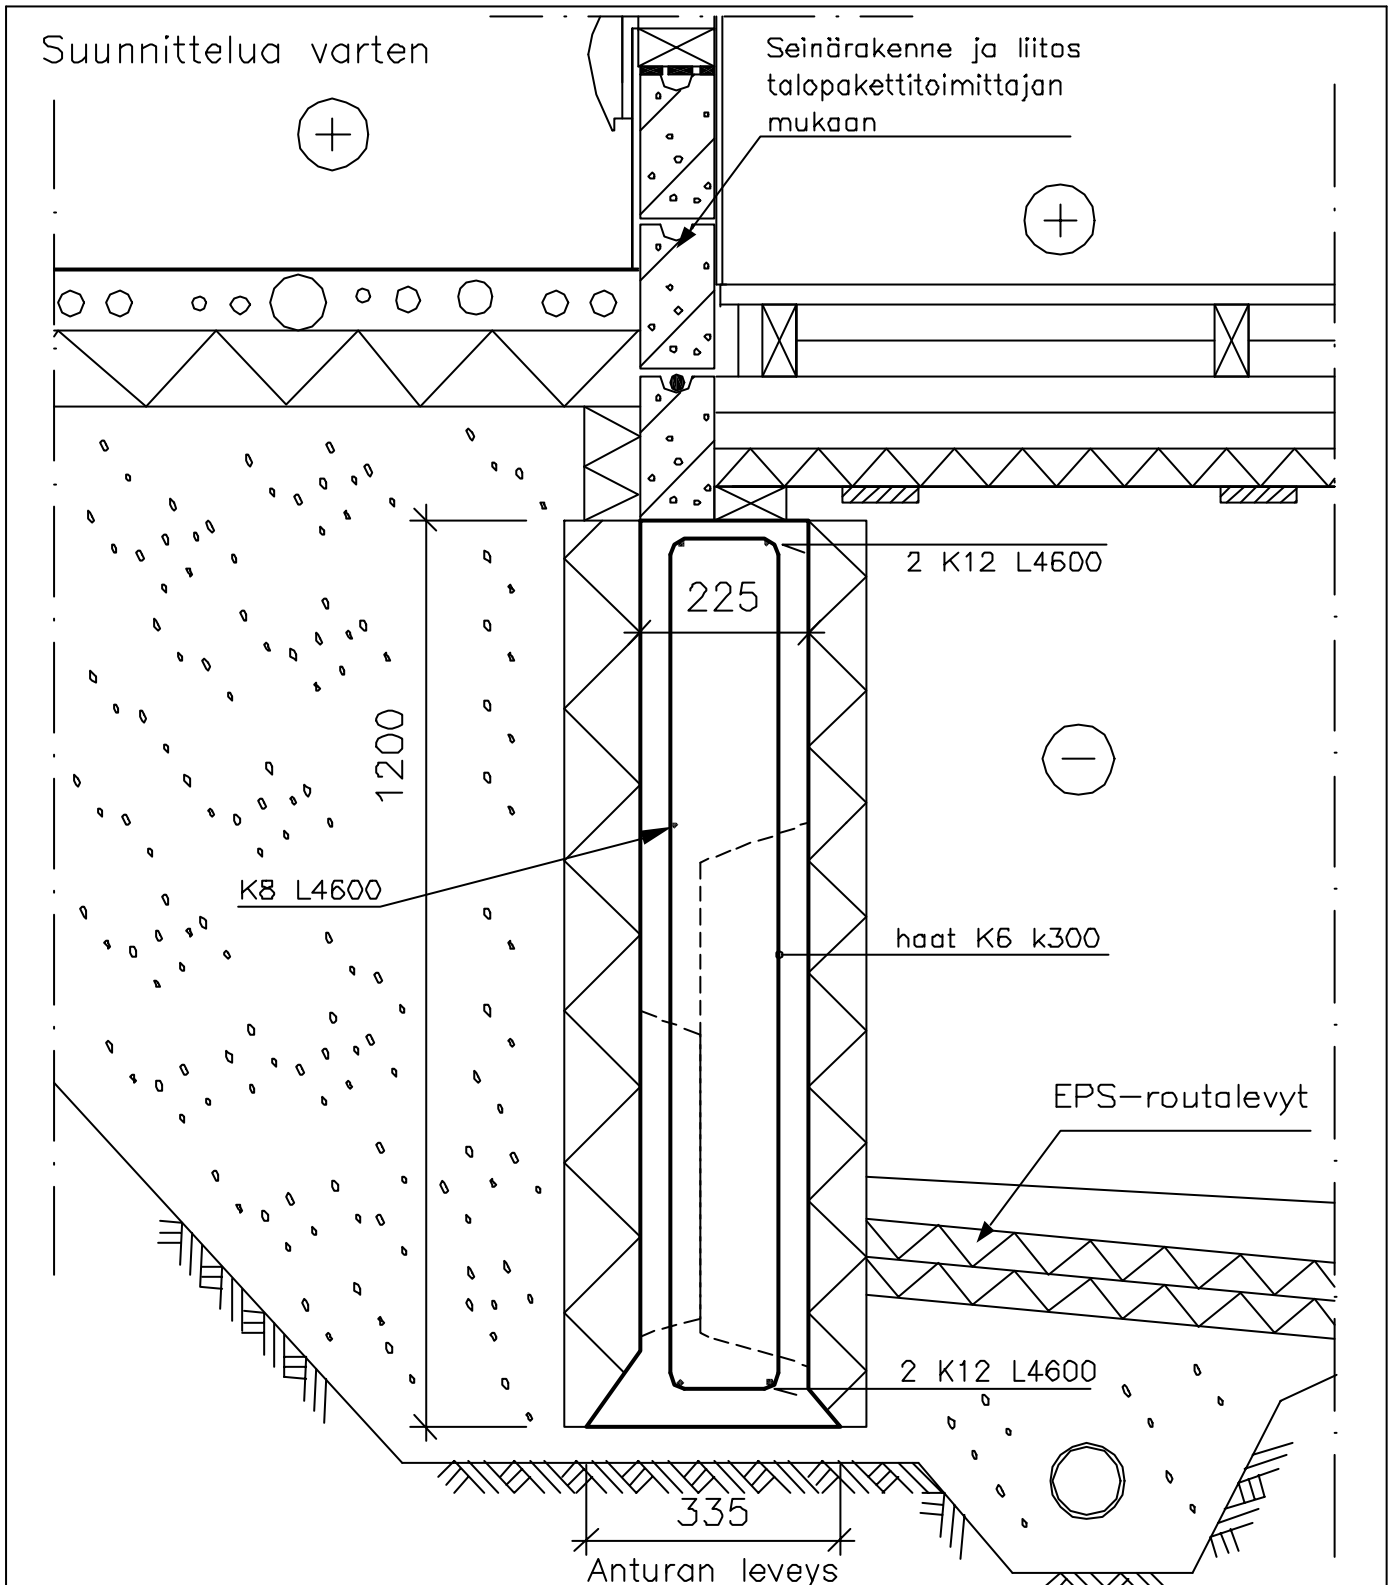 Suunnittelua varten
Seinärakenne ja liitos
talopakettitoimittajan
mukaan
2 K12 L4600
225
1200
K8 L4600
haat K6 k300
EPS-routalevyt
2 K12 L4600
335
Anturan leveys